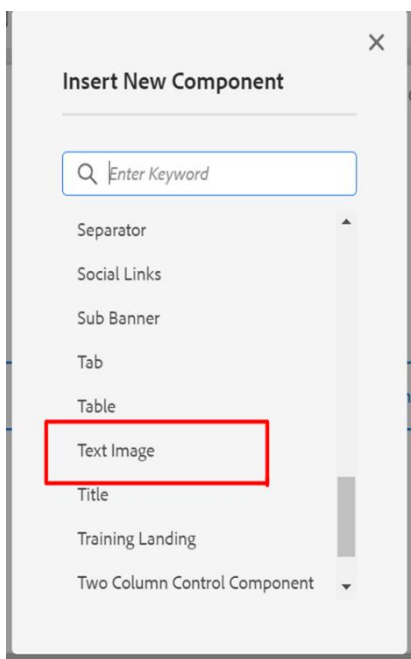 Insert New Component
Enter Keyword
Separator
Social Links
Sub Banner
Tab
Table
Text Image
Title
Training Landing
Two Column Control Component